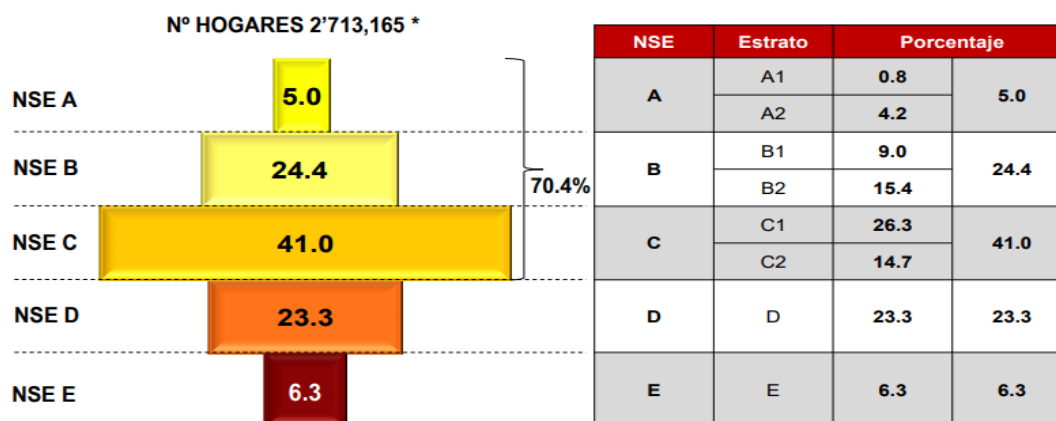 Nº HOGARES 2’713,165 *
NSE A
5.0
NSE B
24.4
70.4%
NSE C
41.0
NSE D
23.3
NSE E
6.3
NSE Estrato Porcentaje
A A1 0.8 5.0
A2 4.2
B B1 9.0 24.4
B2 15.4
C C1 26.3 41.0
C2 14.7
D D 23.3 23.3
E E 6.3 6.3